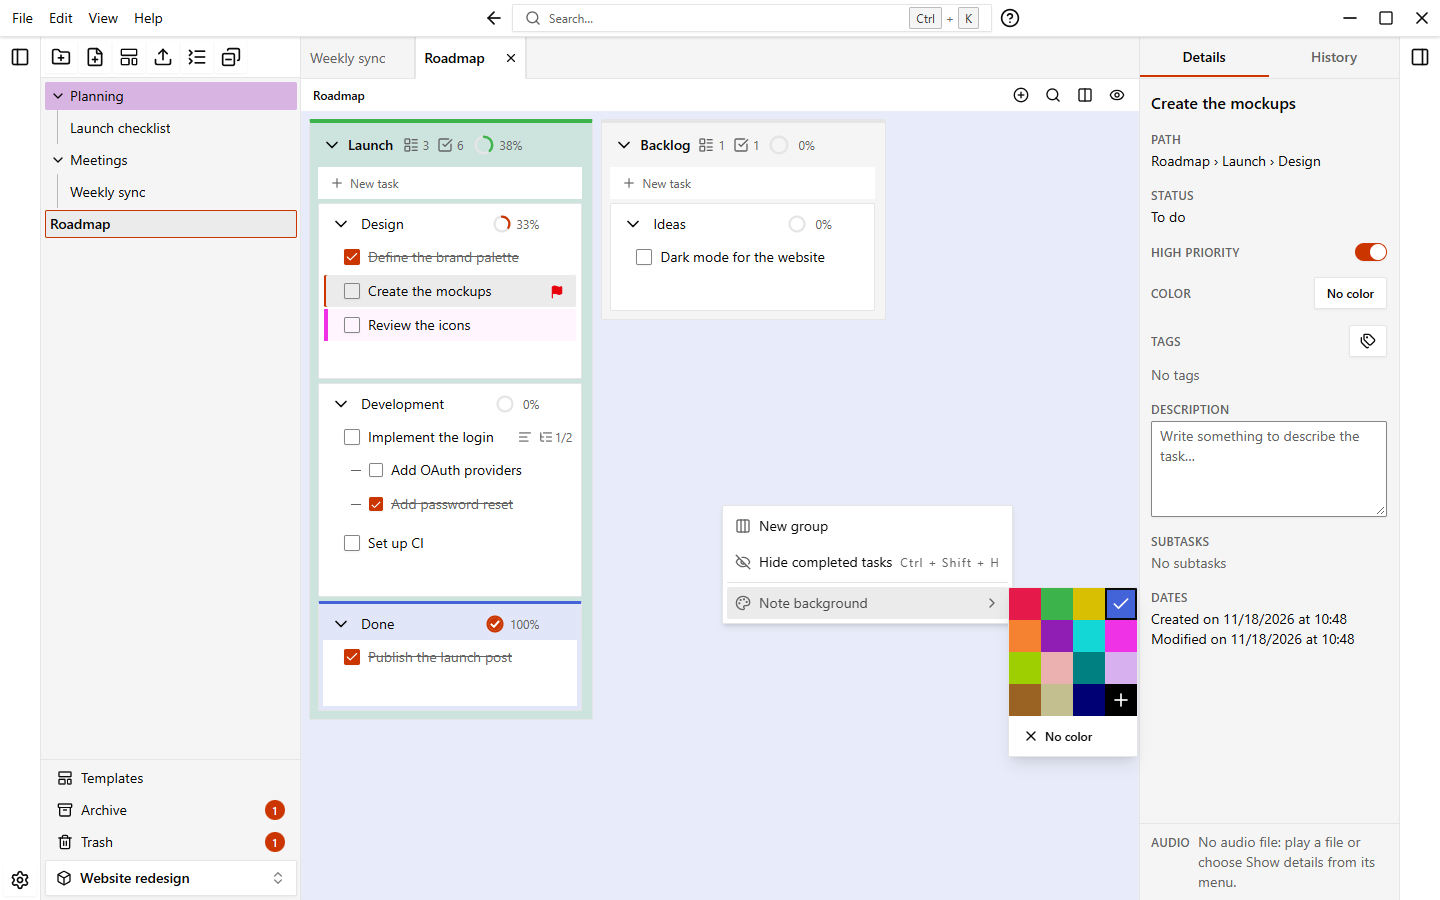 File Edit View Help
Search...
Ctrl + K
Planning
Launch checklist
Meetings
Weekly sync
Roadmap
Templates
Archive 1
Trash 1
Website redesign
Weekly sync
Roadmap
Roadmap
Launch 3 6 38%
New task
Design 33%
Define the brand palette
Create the mockups
Review the icons
Development 0%
Implement the login 1/2
Add OAuth providers
Add password reset
Set up CI
Done 100%
Publish the launch post
Backlog 1 1 0%
New task
Ideas 0%
Dark mode for the website
New group
Hide completed tasks Ctrl + Shift + H
Note background
No color
Details History
Create the mockups
PATH
Roadmap › Launch › Design
STATUS
To do
HIGH PRIORITY
COLOR No color
TAGS
No tags
DESCRIPTION
Write something to describe the
task...
SUBTASKS
No subtasks
DATES
Created on 11/18/2026 at 10:48
Modified on 11/18/2026 at 10:48
AUDIO No audio file: play a file or
choose Show details from its
menu.